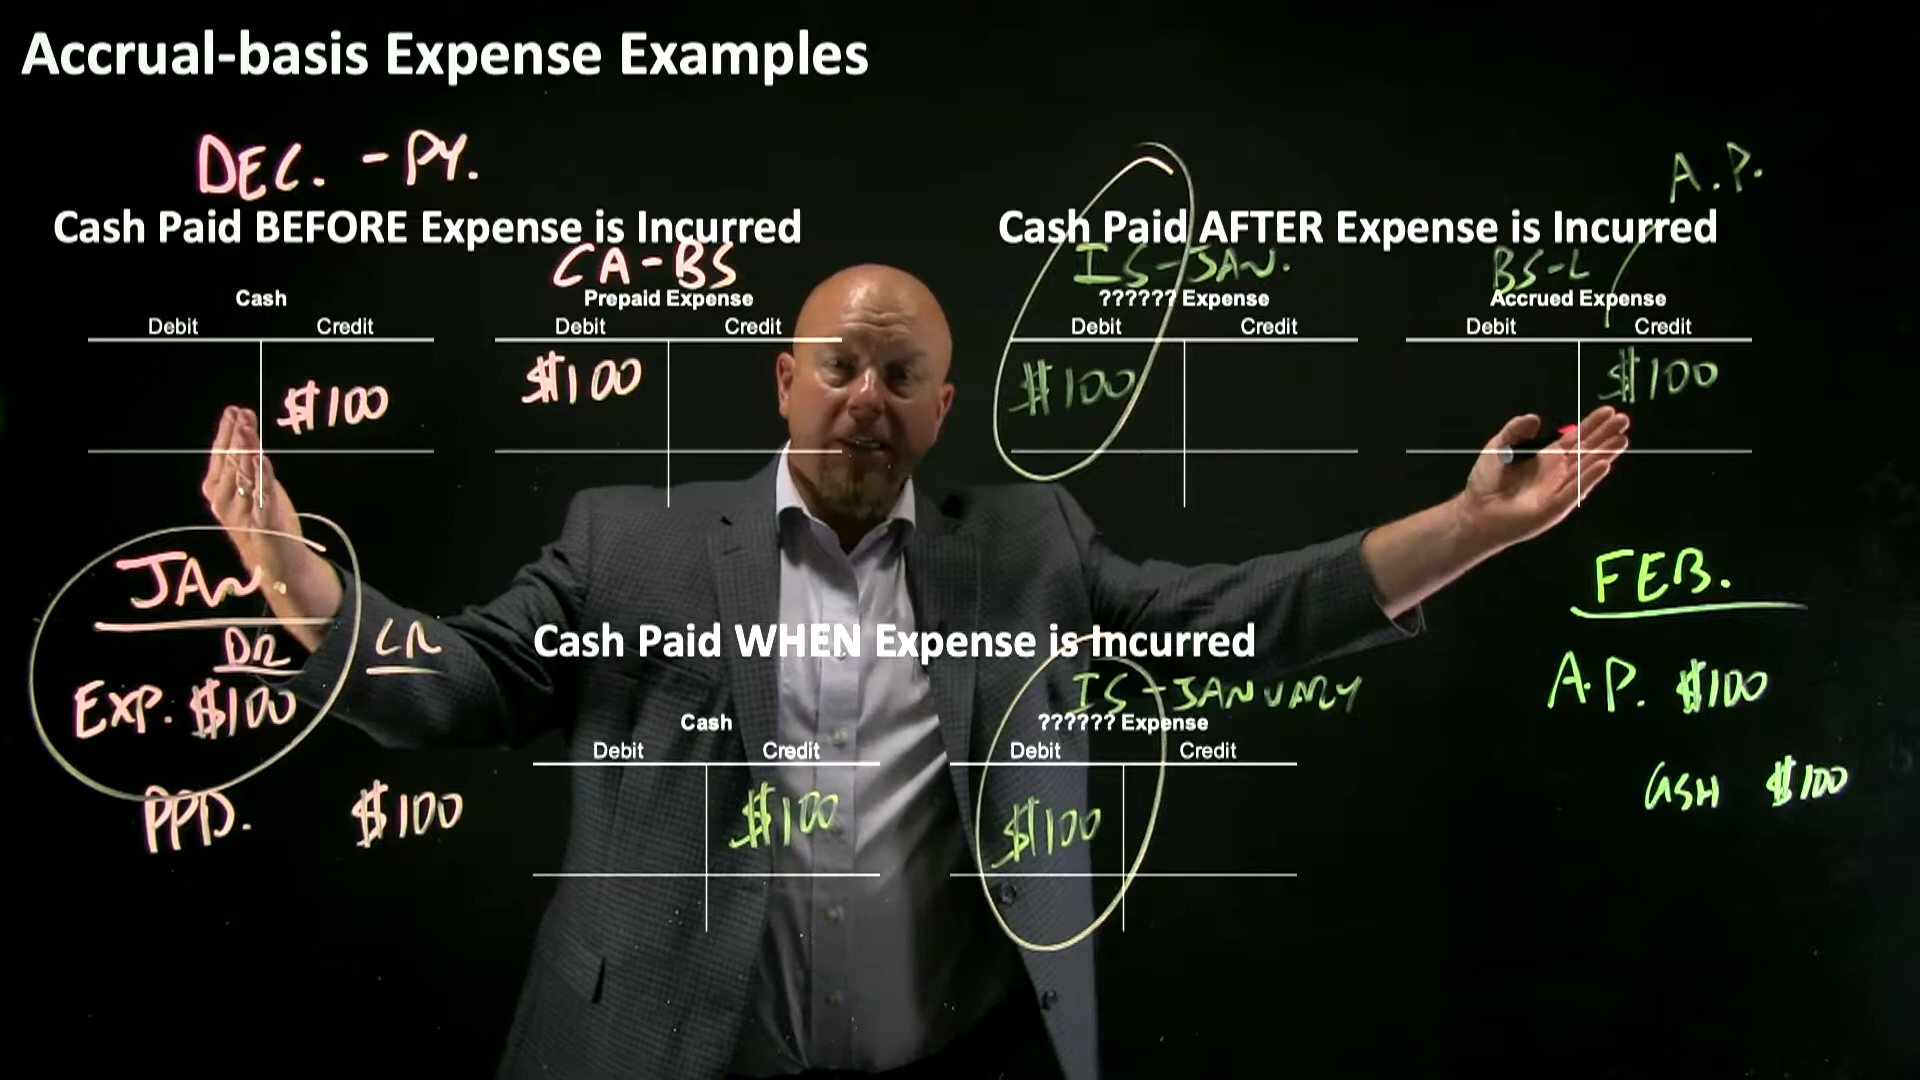 Accrual-basis Expense Examples
DEC. - PY.
Cash Paid BEFORE Expense is Incurred
CA-BS
Cash
Prepaid Expense
Debit Credit
Debit Credit
$100
$100
JAN.
DR CR
EXP. $100
PPD. $100
A.P.
Cash Paid AFTER Expense is Incurred
IS-JAN.
BS-L
?????? Expense
Accrued Expense
Debit Credit
Debit Credit
$100
$100
FEB.
A.P. $100
CASH $100
Cash Paid WHEN Expense is Incurred
IS-JANUARY
Cash
?????? Expense
Debit Credit
Debit Credit
$100
$100